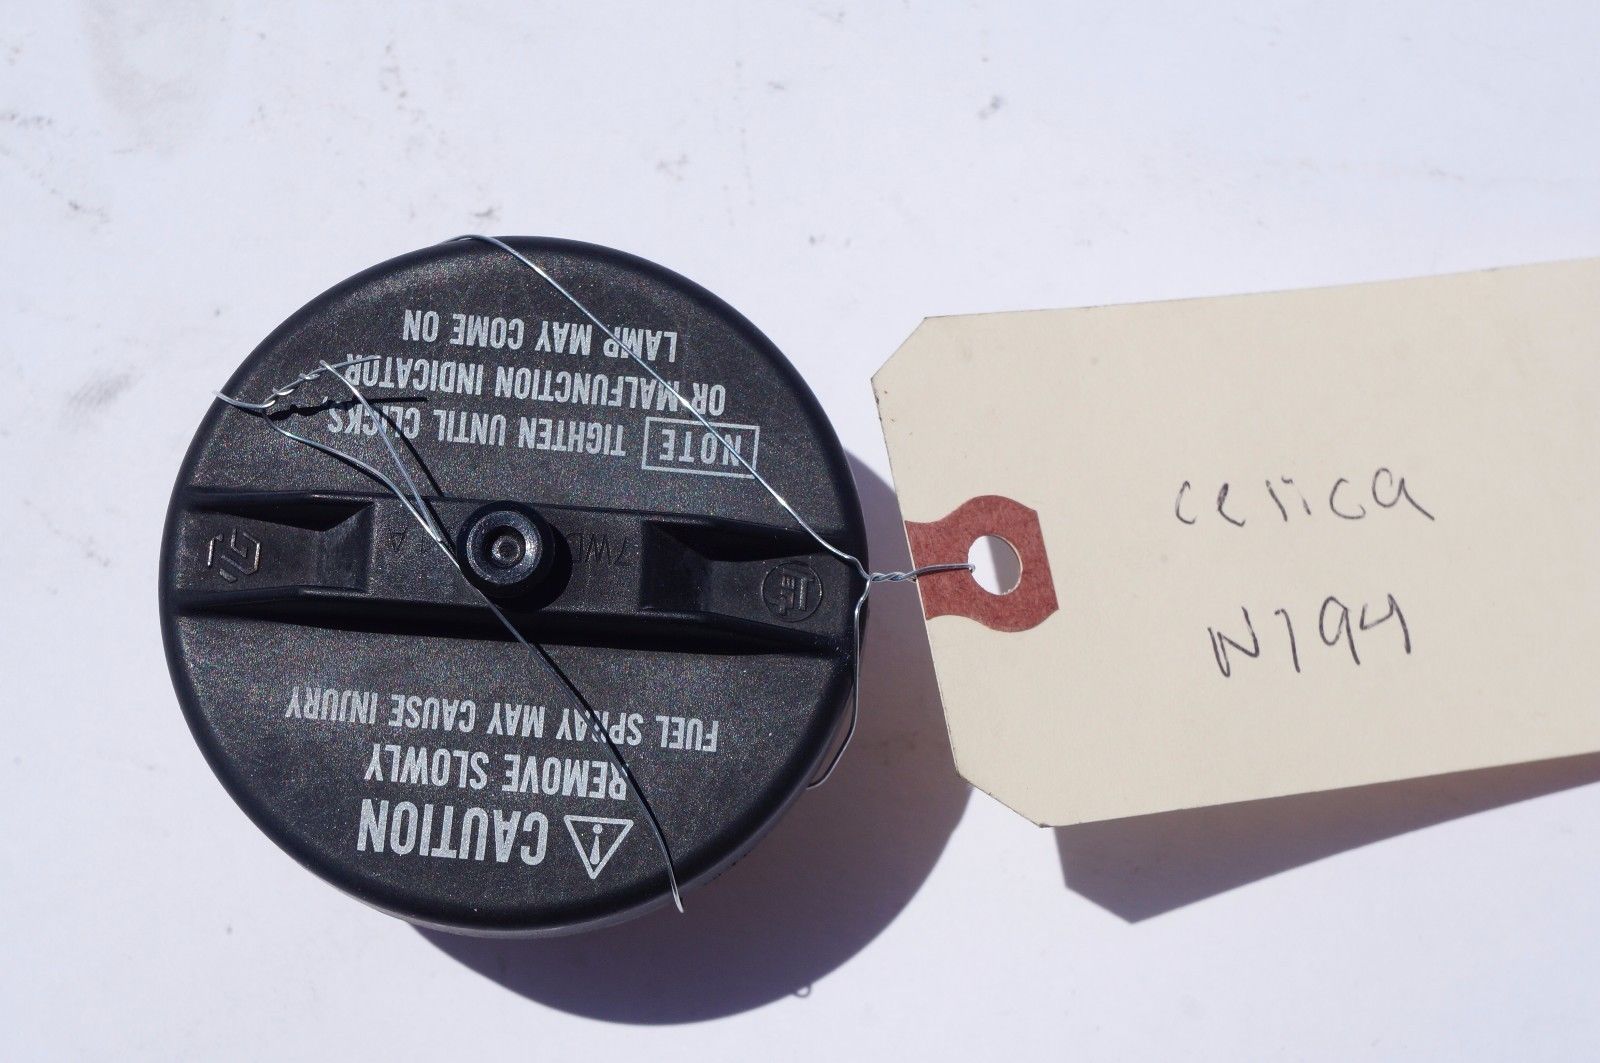 CAUTION
REMOVE SLOWLY
FUEL SPRAY MAY CAUSE INJURY
NOTE TIGHTEN UNTIL CLICKS
OR MALFUNCTION INDICATOR
LAMP MAY COME ON
celica
N194